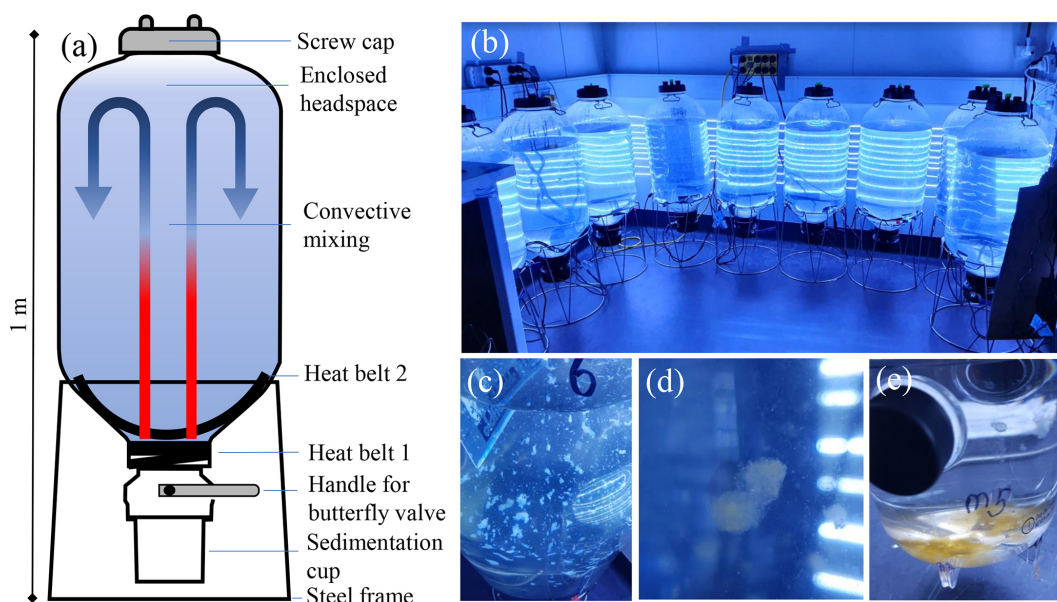 (a)
Screw cap
Enclosed
headspace
Convective
mixing
1 m
Heat belt 2
Heat belt 1
Handle for
butterfly valve
Sedimentation
cup
Steel frame
(b)
(c)
6
(d)
(e)
m5